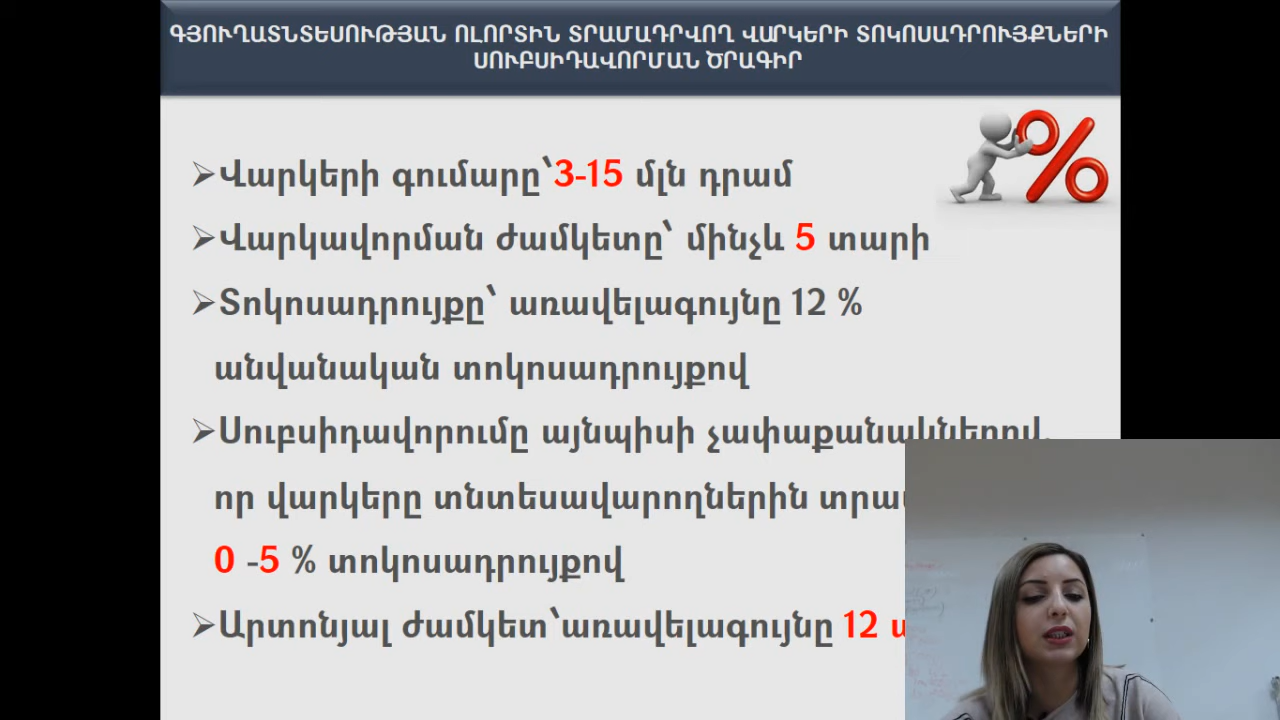 ԳՅՈՒՂԱՏՆՏԵՍՈՒԹՅԱՆ ՈԼՈՐՏԻՆ ՏՐԱՄԱԴՐՎՈՂ ՎԱՐԿԵՐԻ ՏՈԿՈՍԱԴՐՈՒՅՔՆԵՐԻ
ՍՈՒԲՍԻԴԱՎՈՐՄԱՆ ԾՐԱԳԻՐ
➢Վարկերի գումարը՝3-15 մլն դրամ
➢Վարկավորման ժամկետը՝ մինչև 5 տարի
➢Տոկոսադրույքը՝ առավելագույնը 12 %
անվանական տոկոսադրույքով
➢Սուբսիդավորումը այնպիսի չափաքանակներով,
որ վարկերը տնտեսավարողներին
0 -5 % տոկոսադրույքով
➢Արտոնյալ ժամկետ՝առավելագույնը 12